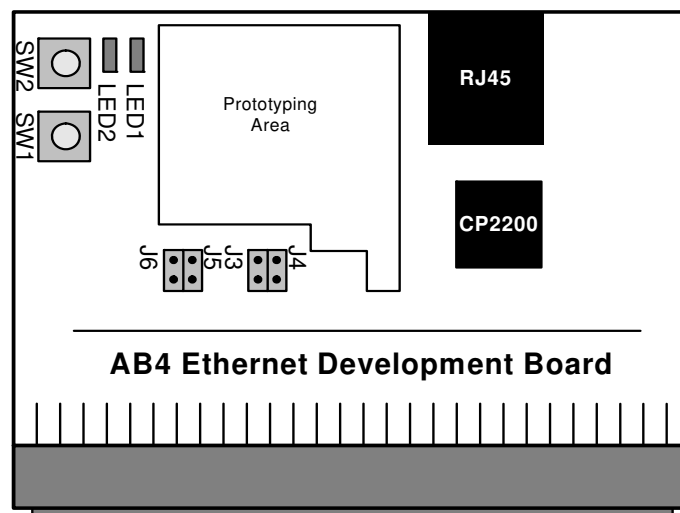 SW2
SW1
LED2
LED1
Prototyping
Area
RJ45
CP2200
J6
J5
J3
J4
AB4 Ethernet Development Board